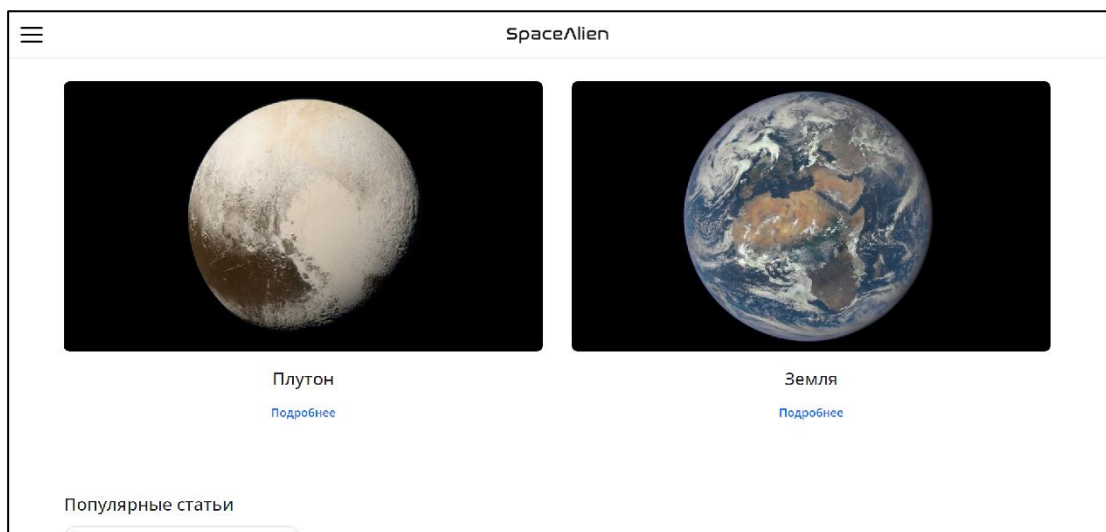 SpaceAlien
Плутон
Земля
Подробнее
Подробнее
Популярные статьи